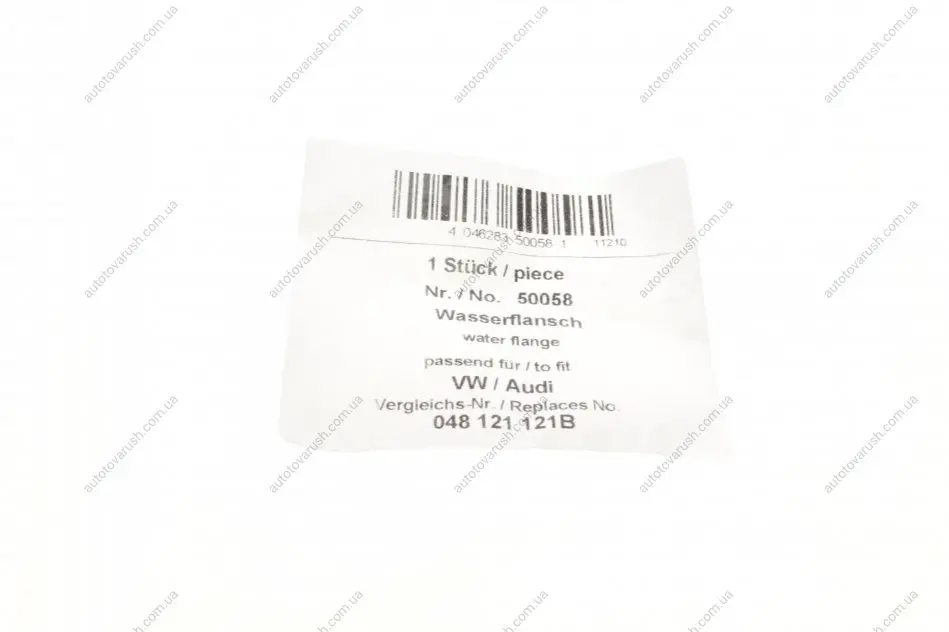 autotovarush.com.ua
4 046283 50058 1 11210
1 Stück / piece
Nr. / No. 50058
Wasserflansch
water flange
passend für / to fit
VW / Audi
Vergleichs-Nr. / Replaces No.
048 121 121B